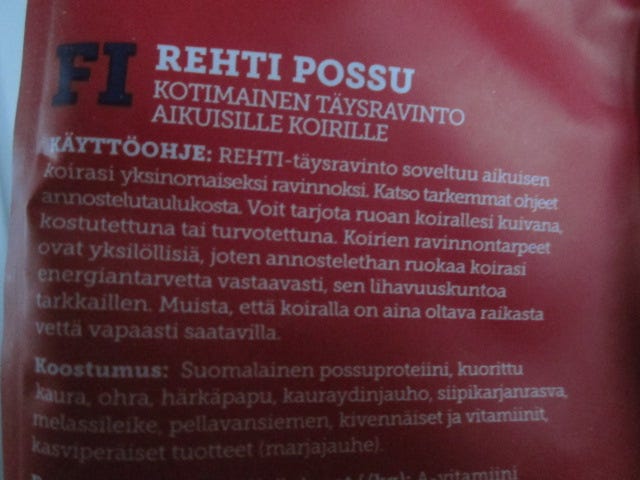 FI REHTI POSSU
KOTIMAINEN TÄYSRAVINTO
AIKUISILLE KOIRILLE
KÄYTTÖOHJE: REHTI-täysravinto soveltuu aikuisen
koirasi yksinomaiseksi ravinnoksi. Katso tarkemmat ohjeet
annostelutaulukosta. Voit tarjota ruoan koirallesi kuivana,
kostutettuna tai turvotettuna. Koirien ravinnontarpeet
ovat yksilöllisiä, joten annostelethan ruokaa koirasi
energiantarvetta vastaavasti, sen lihavuuskuntoa
tarkkaillen. Muista, että koiralla on aina oltava raikasta
vettä vapaasti saatavilla.
Koostumus: Suomalainen possuproteiini, kuorittu
kaura, ohra, härkäpapu, kauraydinjauho, siipikarjanrasva,
melassileike, pellavansiemen, kivennäiset ja vitamiinit,
kasviperäiset tuotteet (marjajauhe).
A-vitamiini